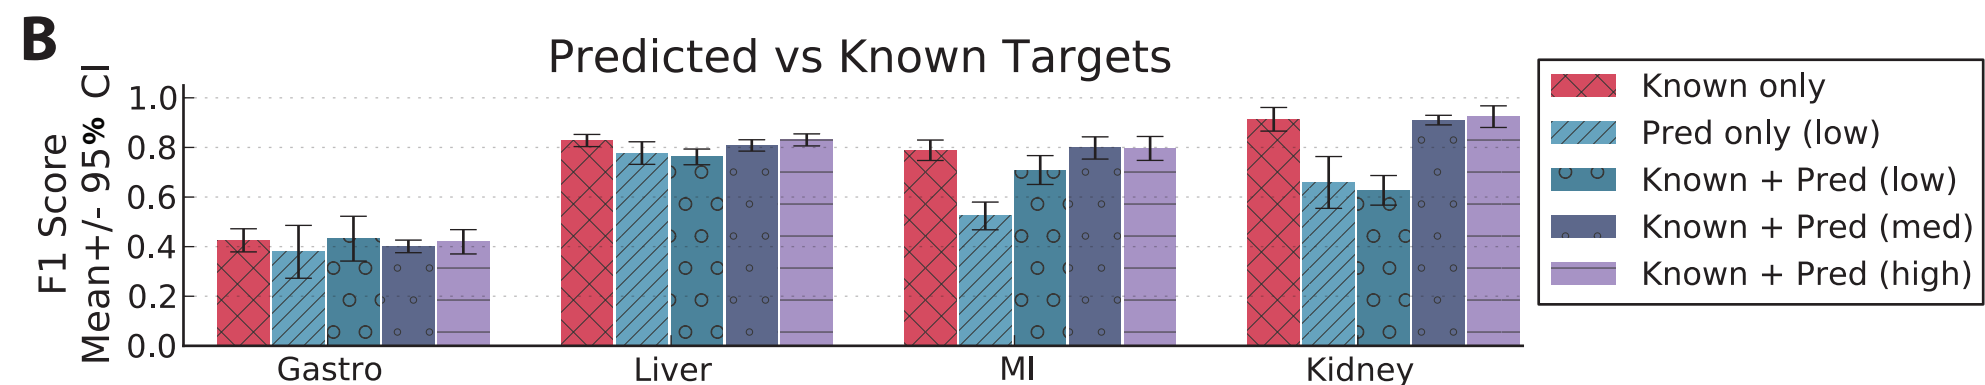 B
Predicted vs Known Targets
F1 Score
Mean+/- 95% CI
1.0
0.8
0.6
0.4
0.2
0.0
Gastro
Liver
MI
Kidney
Known only
Pred only (low)
Known + Pred (low)
Known + Pred (med)
Known + Pred (high)